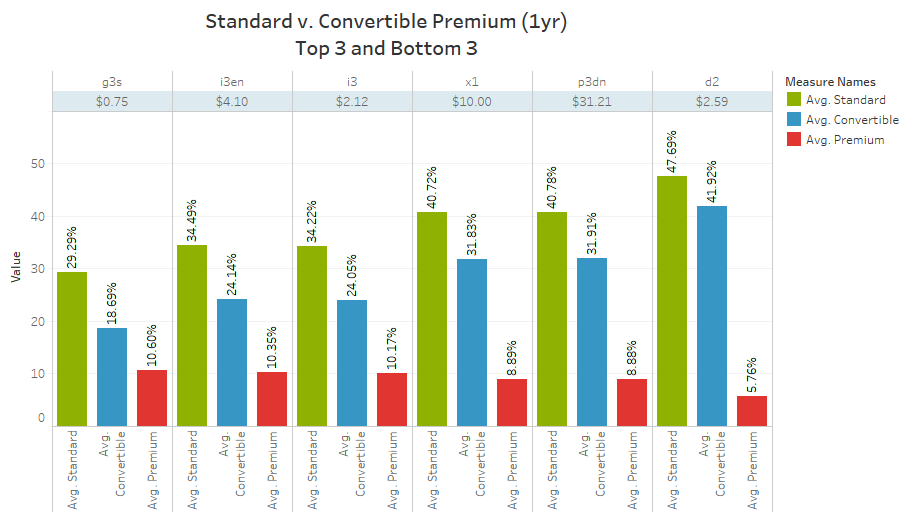 Standard v. Convertible Premium (1yr)
Top 3 and Bottom 3
g3s i3en i3 x1 p3dn d2
$0.75 $4.10 $2.12 $10.00 $31.21 $2.59
Measure Names
Avg. Standard
Avg. Convertible
Avg. Premium
Value
50
40
30
20
10
0
29.29%
18.69%
10.60%
34.49%
24.14%
10.35%
34.22%
24.05%
10.17%
40.72%
31.83%
8.89%
40.78%
31.91%
8.88%
47.69%
41.92%
5.76%
Avg. Standard
Avg.
Convertible
Avg. Premium
Avg. Standard
Avg.
Convertible
Avg. Premium
Avg. Standard
Avg.
Convertible
Avg. Premium
Avg. Standard
Avg.
Convertible
Avg. Premium
Avg. Standard
Avg.
Convertible
Avg. Premium
Avg. Standard
Avg.
Convertible
Avg. Premium